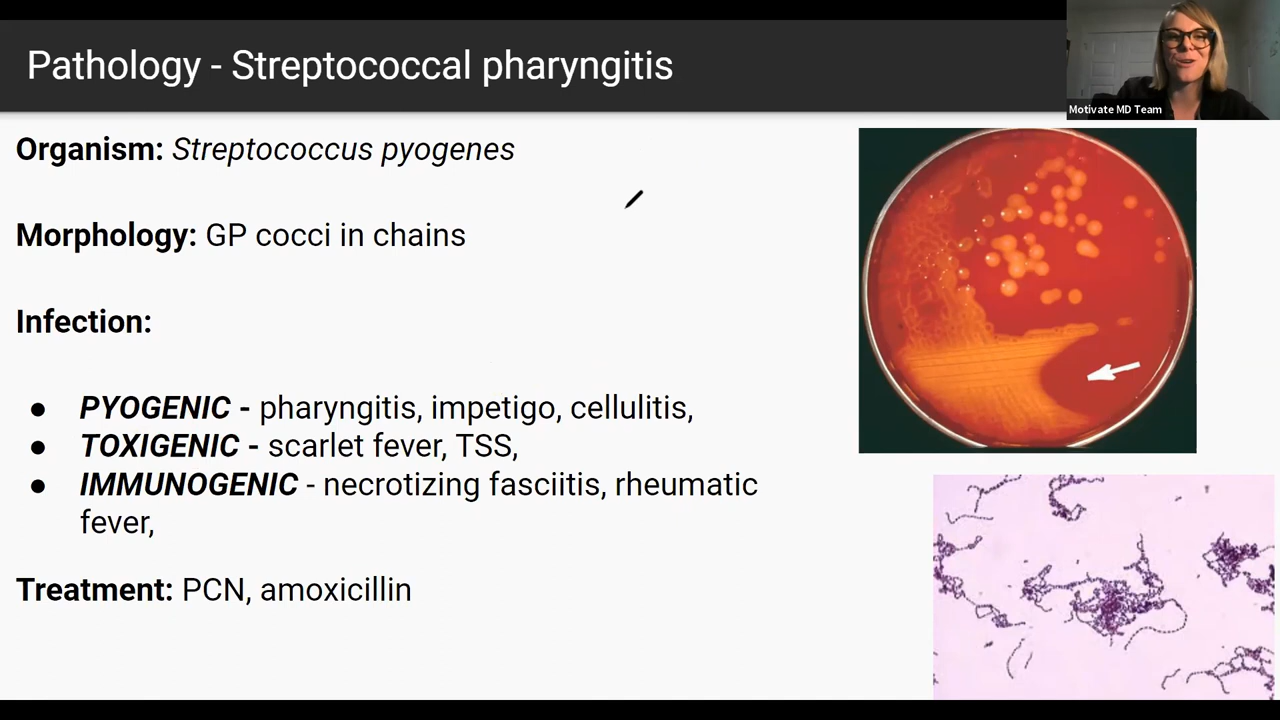 Pathology - Streptococcal pharyngitis
Motivate MD Team
Organism: Streptococcus pyogenes
Morphology: GP cocci in chains
Infection:
● PYOGENIC - pharyngitis, impetigo, cellulitis,
● TOXIGENIC - scarlet fever, TSS,
● IMMUNOGENIC - necrotizing fasciitis, rheumatic
fever,
Treatment: PCN, amoxicillin